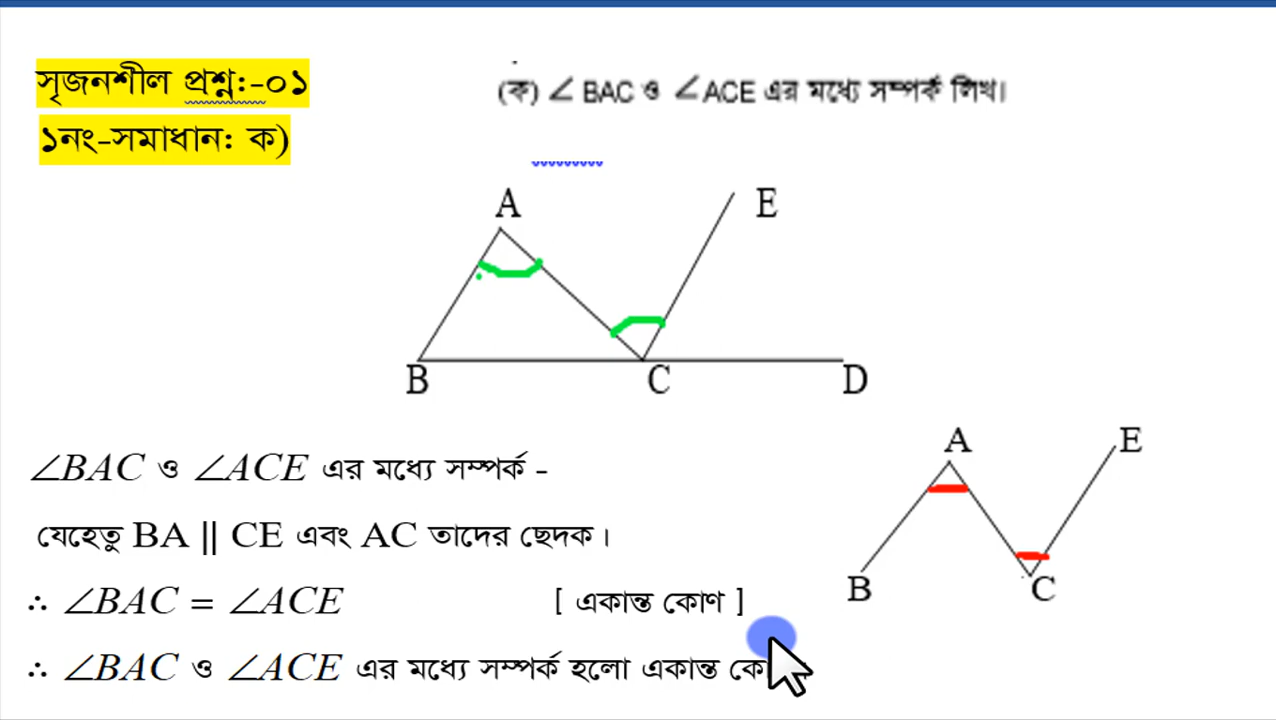 সৃজনশীল প্রশ্ন:-০১
(ক) ∠ BAC ও ∠ACE এর মধ্যে সম্পর্ক লিখ।
১নং-সমাধান: ক)
A
E
B
C
D
∠BAC ও ∠ACE এর মধ্যে সম্পর্ক -
যেহেতু BA || CE এবং AC তাদের ছেদক।
∴ ∠BAC = ∠ACE [ একান্ত কোণ ]
∴ ∠BAC ও ∠ACE এর মধ্যে সম্পর্ক হলো একান্ত
A
E
B
C